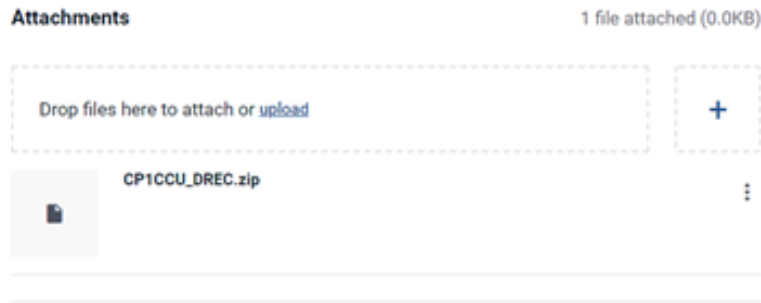 Attachments 1 file attached (0.0KB)
Drop files here to attach or upload
+
CP1CCU_DREC.zip